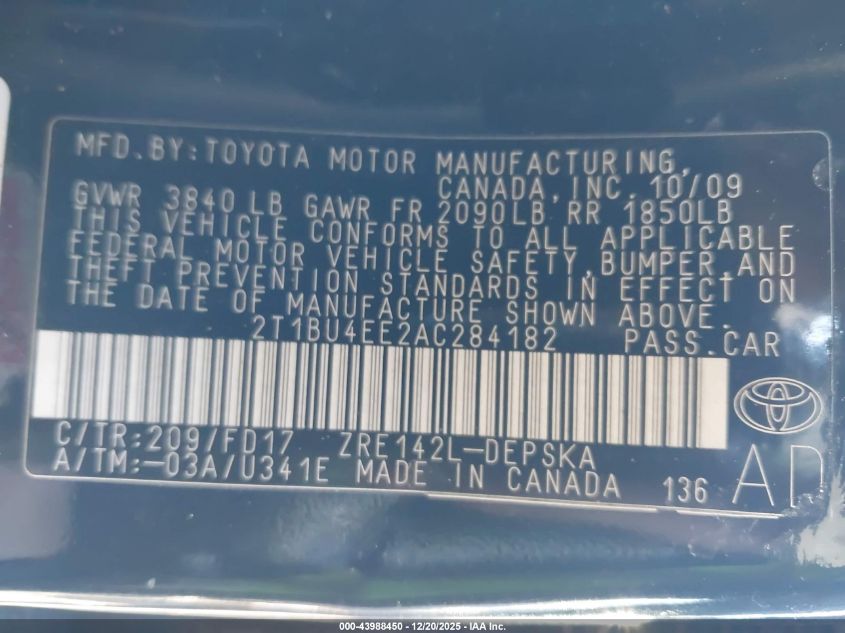 MFD.BY:TOYOTA MOTOR MANUFACTURING,
CANADA,INC.10/09
GVWR 3840LB GAWR FR 2090LB RR 1850LB
THIS VEHICLE CONFORMS TO ALL APPLICABLE
FEDERAL MOTOR VEHICLE SAFETY,BUMPER,AND
THEFT PREVENTION STANDARDS IN EFFECT ON
THE DATE OF MANUFACTURE SHOWN ABOVE.
2T1BU4EE2AC284182 PASS.CAR
C/TR:209/FD17 ZRE142L-DEPSKA
A/TM:-03A/U341E MADE IN CANADA 136 AD
000-43988450 - 12/20/2025 - IAA Inc.